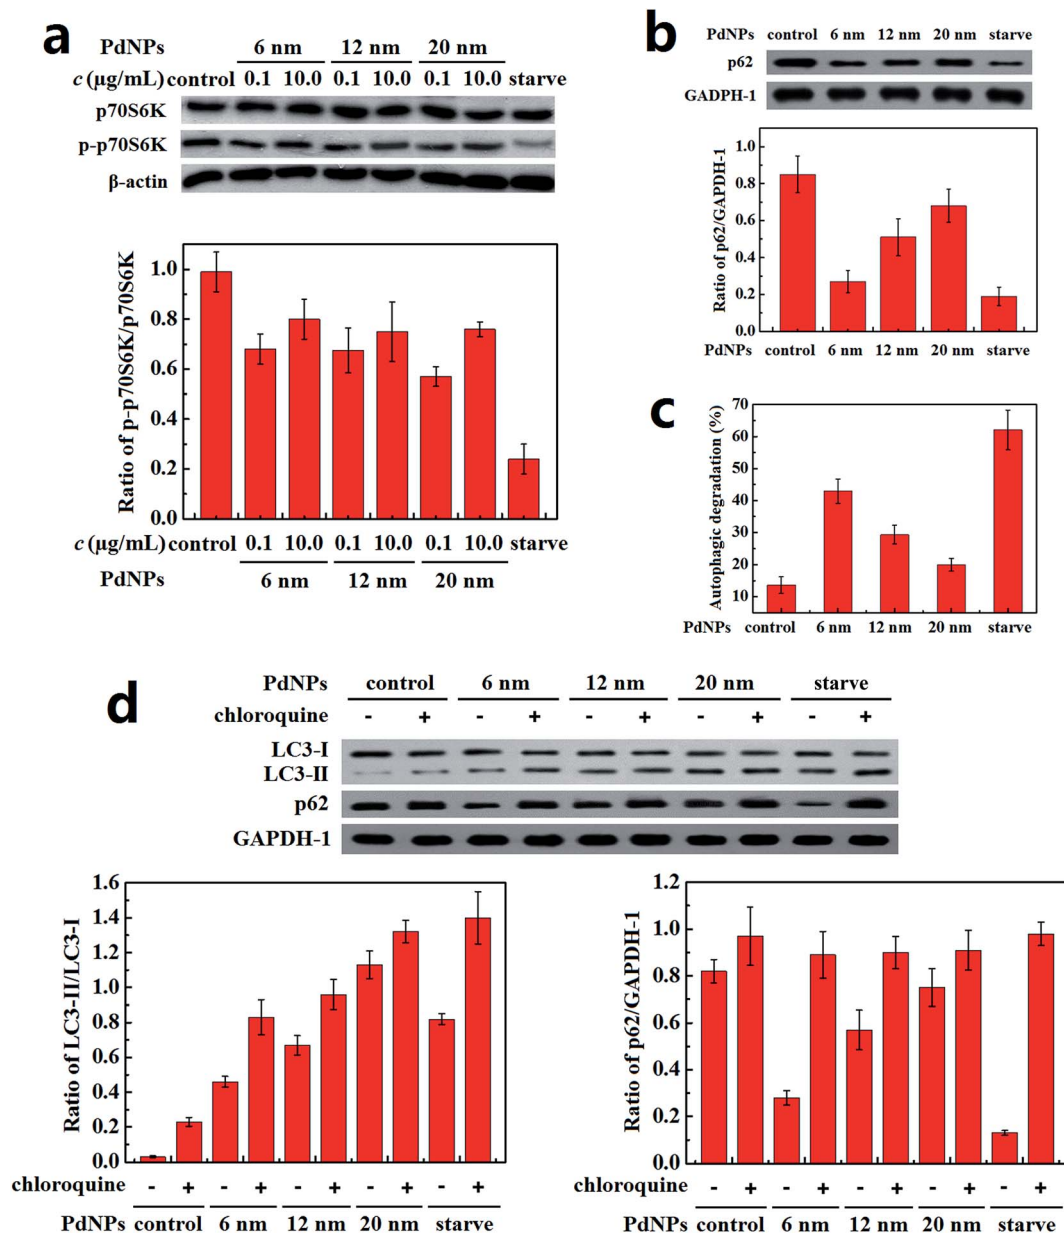 a
PdNPs 6 nm 12 nm 20 nm
c (μg/mL) control 0.1 10.0 0.1 10.0 0.1 10.0 starve
p70S6K
p-p70S6K
β-actin
Ratio of p-p70S6K/p70S6K
1.0
0.8
0.6
0.4
0.2
0.0
c (μg/mL) control 0.1 10.0 0.1 10.0 0.1 10.0 starve
PdNPs 6 nm 12 nm 20 nm
b
PdNPs control 6 nm 12 nm 20 nm starve
p62
GADPH-1
Ratio of p62/GAPDH-1
1.0
0.8
0.6
0.4
0.2
0.0
PdNPs control 6 nm 12 nm 20 nm starve
c
Autophagic degradation (%)
70
60
50
40
30
20
10
PdNPs control 6 nm 12 nm 20 nm starve
d
PdNPs control 6 nm 12 nm 20 nm starve
chloroquine - + - + - + - + - +
LC3-I
LC3-II
p62
GAPDH-1
Ratio of LC3-II/LC3-I
1.6
1.4
1.2
1.0
0.8
0.6
0.4
0.2
0.0
chloroquine - + - + - + - + - +
PdNPs control 6 nm 12 nm 20 nm starve
Ratio of p62/GAPDH-1
1.2
1.0
0.8
0.6
0.4
0.2
0.0
chloroquine - + - + - + - + - +
PdNPs control 6 nm 12 nm 20 nm starve